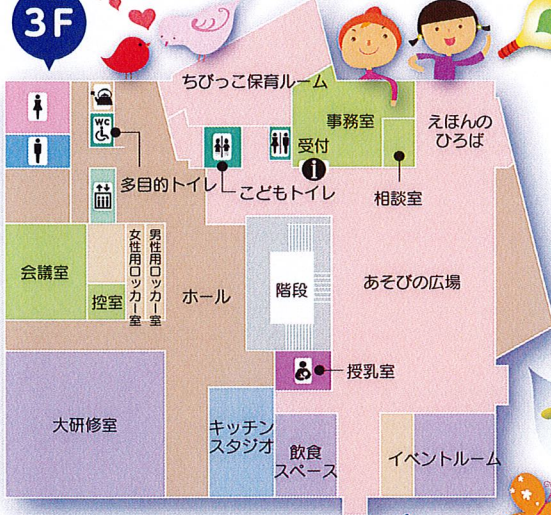 3F
ちびっこ保育ルーム
事務室
えほんの
ひろば
受付
WC
多目的トイレ
こどもトイレ
相談室
会議室
控室
女性用ロッカー室
男性用ロッカー室
ホール
階段
あそびの広場
授乳室
大研修室
キッチン
スタジオ
飲食
スペース
イベントルーム